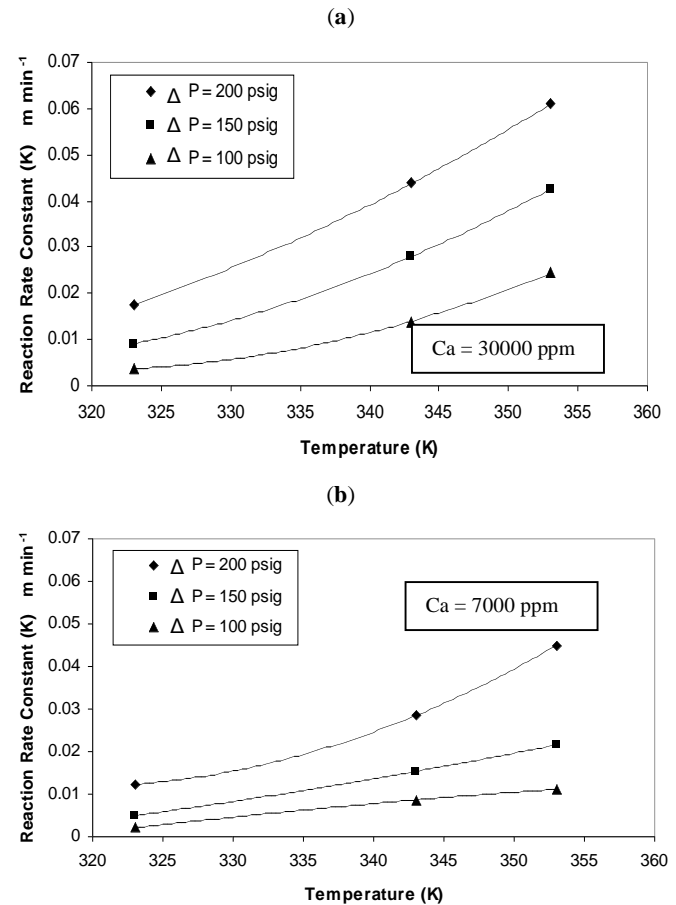 (a)
0.07
0.06
0.05
0.04
0.03
0.02
0.01
0
Reaction Rate Constant (K) m min⁻¹
Δ P = 200 psig
Δ P = 150 psig
Δ P = 100 psig
Ca = 30000 ppm
320 325 330 335 340 345 350 355 360
Temperature (K)
(b)
0.07
0.06
0.05
0.04
0.03
0.02
0.01
0
Reaction Rate Constant (K) m min⁻¹
Δ P = 200 psig
Δ P = 150 psig
Δ P = 100 psig
Ca = 7000 ppm
320 325 330 335 340 345 350 355 360
Temperature (K)